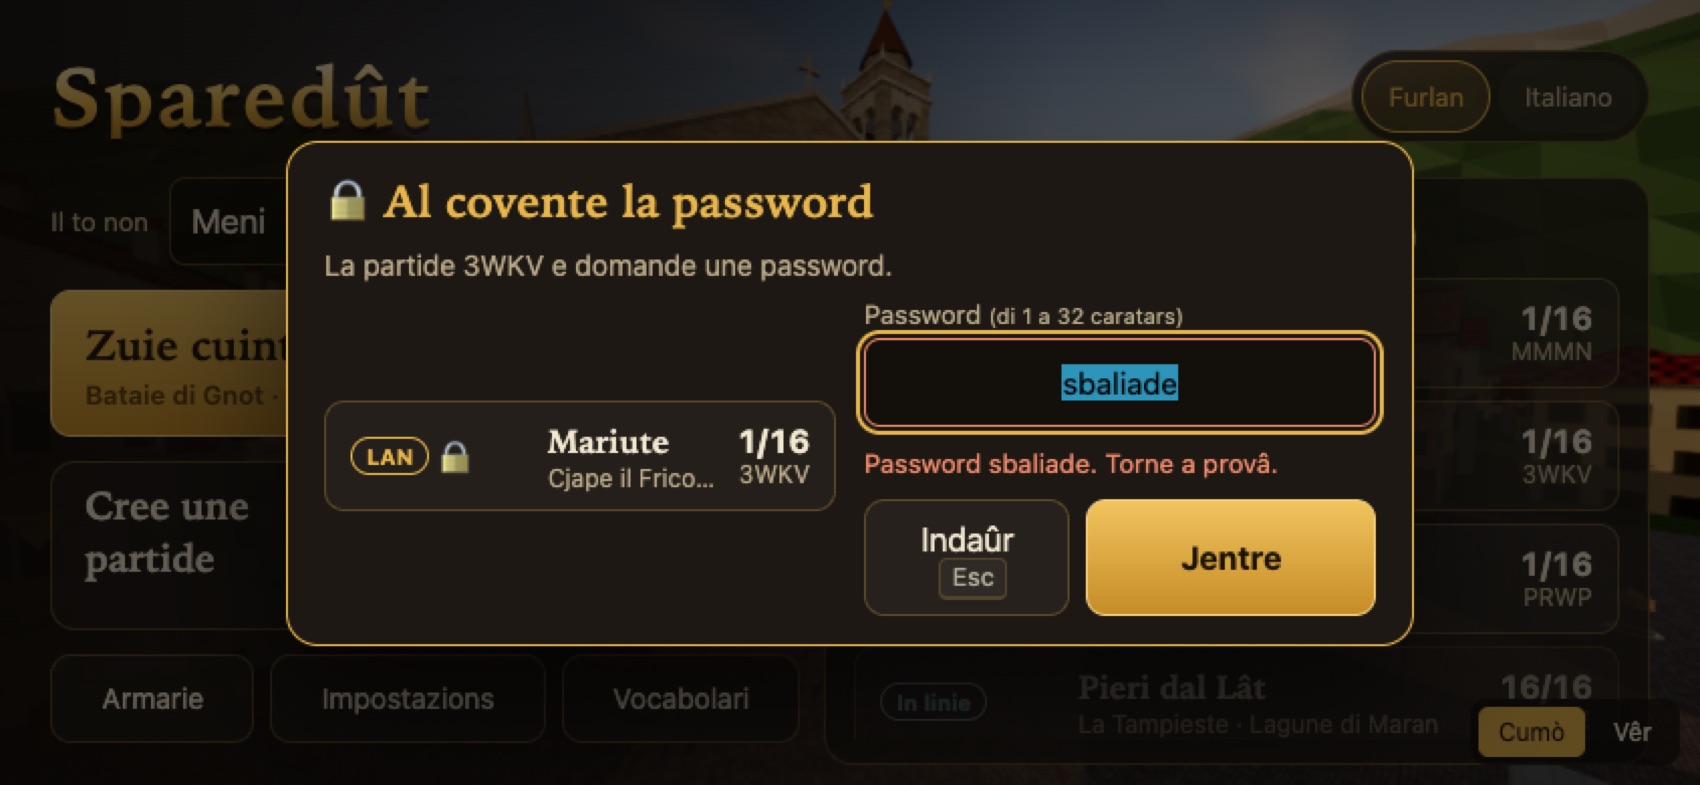 Sparedût
Furlan
Italiano
Il to non
Meni
Al covente la password
La partide 3WKV e domande une password.
Password (di 1 a 32 caratars)
sbaliade
Password sbaliade. Torne a provâ.
LAN
Mariute
1/16
Cjape il Frico...
3WKV
Indaûr
Esc
Jentre
Zuie cuint
Bataie di Gnot ·
Cree une
partide
Armarie
Impostazions
Vocabolari
1/16
MMMN
1/16
3WKV
1/16
PRWP
In linie
Pieri dal Lât
16/16
La Tampieste · Lagune di Maran
Cumò
Vêr